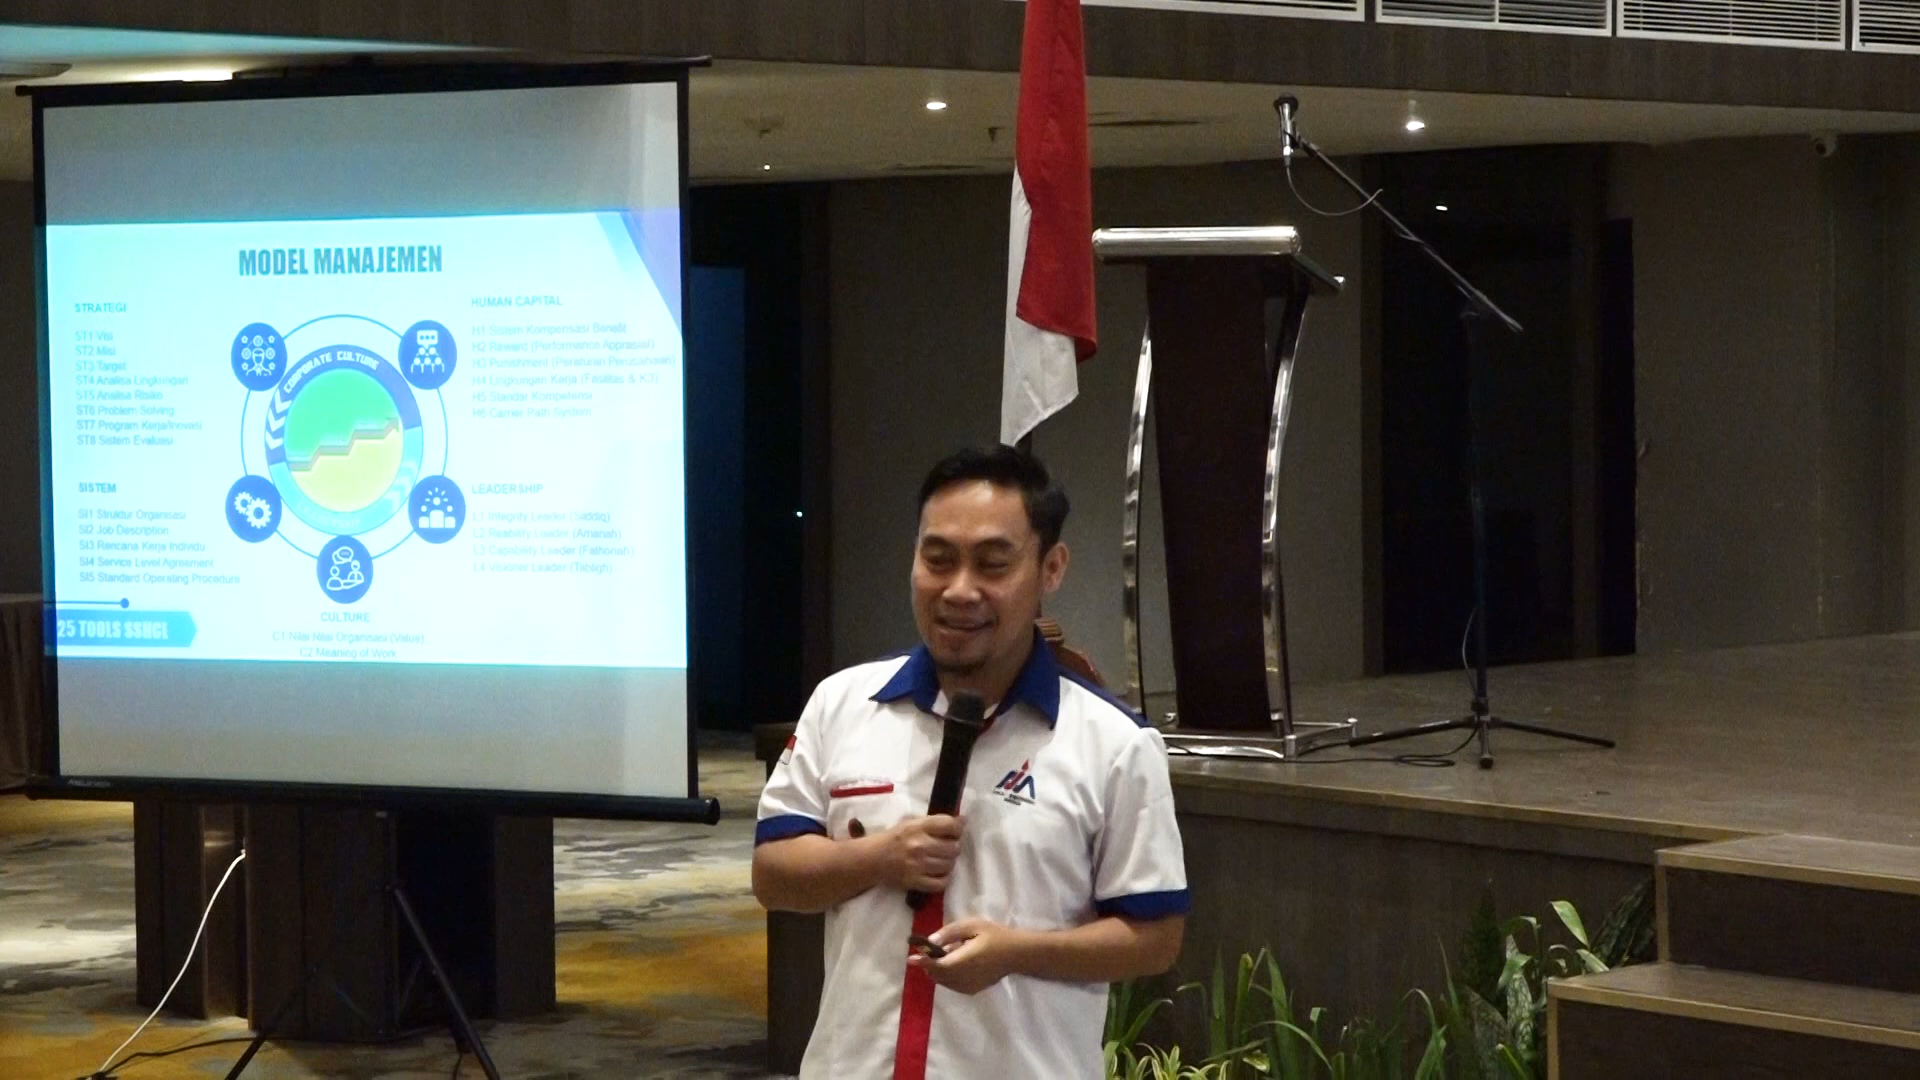 MODEL MANAJEMEN
STRATEGI
ST1 Visi
ST2 Misi
ST3 Target
ST4 Analisa Lingkungan
ST5 Analisa Risiko
ST6 Problem Solving
ST7 Program Kerja/Inovasi
ST8 Sistem Evaluasi
SISTEM
SI1 Struktur Organisasi
SI2 Job Description
SI3 Rencana Kerja Individu
SI4 Service Level Agreement
SI5 Standard Operating Procedure
25 TOOLS SSHCL
CORPORATE CULTURE
LEADERSHIP
CULTURE
C1 Nilai Nilai Organisasi (Value)
C2 Meaning of Work
HUMAN CAPITAL
H1 Sistem Kompensasi Benefit
H2 Reward (Performance Appraisal)
H3 Punishment (Peraturan Perusahaan)
H4 Lingkungan Kerja (Fasilitas & K3)
H5 Standar Kompetensi
H6 Carrier Path System
LEADERSHIP
L1 Integrity Leader (Siddiq)
L2 Reability Leader (Amanah)
L3 Capability Leader (Fathonah)
L4 Visioner Leader (Tabligh)